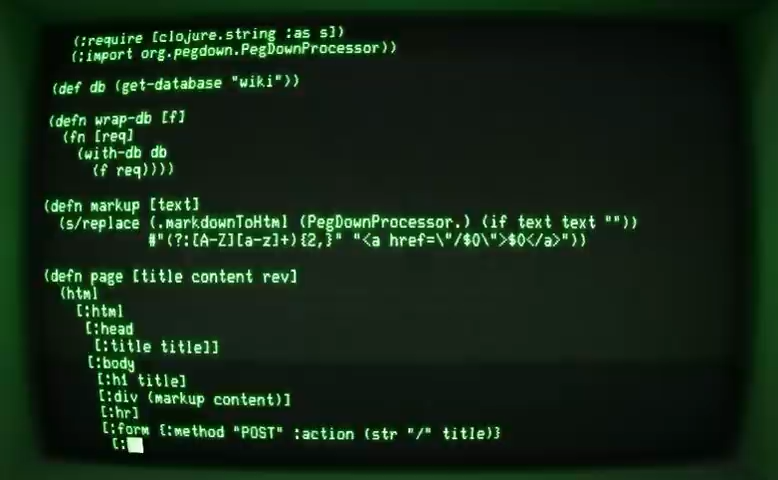 (:require [clojure.string :as s])
(:import org.pegdown.PegDownProcessor))
(def db (get-database "wiki"))
(defn wrap-db [f]
(fn [req]
(with-db db
(f req))))
(defn markup [text]
(s/replace (.markdownToHtml (PegDownProcessor.) (if text text ""))
#"(?:[A-Z][a-z]+){2,}" "<a href=\"/$0\">$0</a>"))
(defn page [title content rev]
(html
[:html
[:head
[:title title]]
[:body
[:h1 title]
[:div (markup content)]
[:hr]
[:form {:method "POST" :action (str "/" title)}
[: